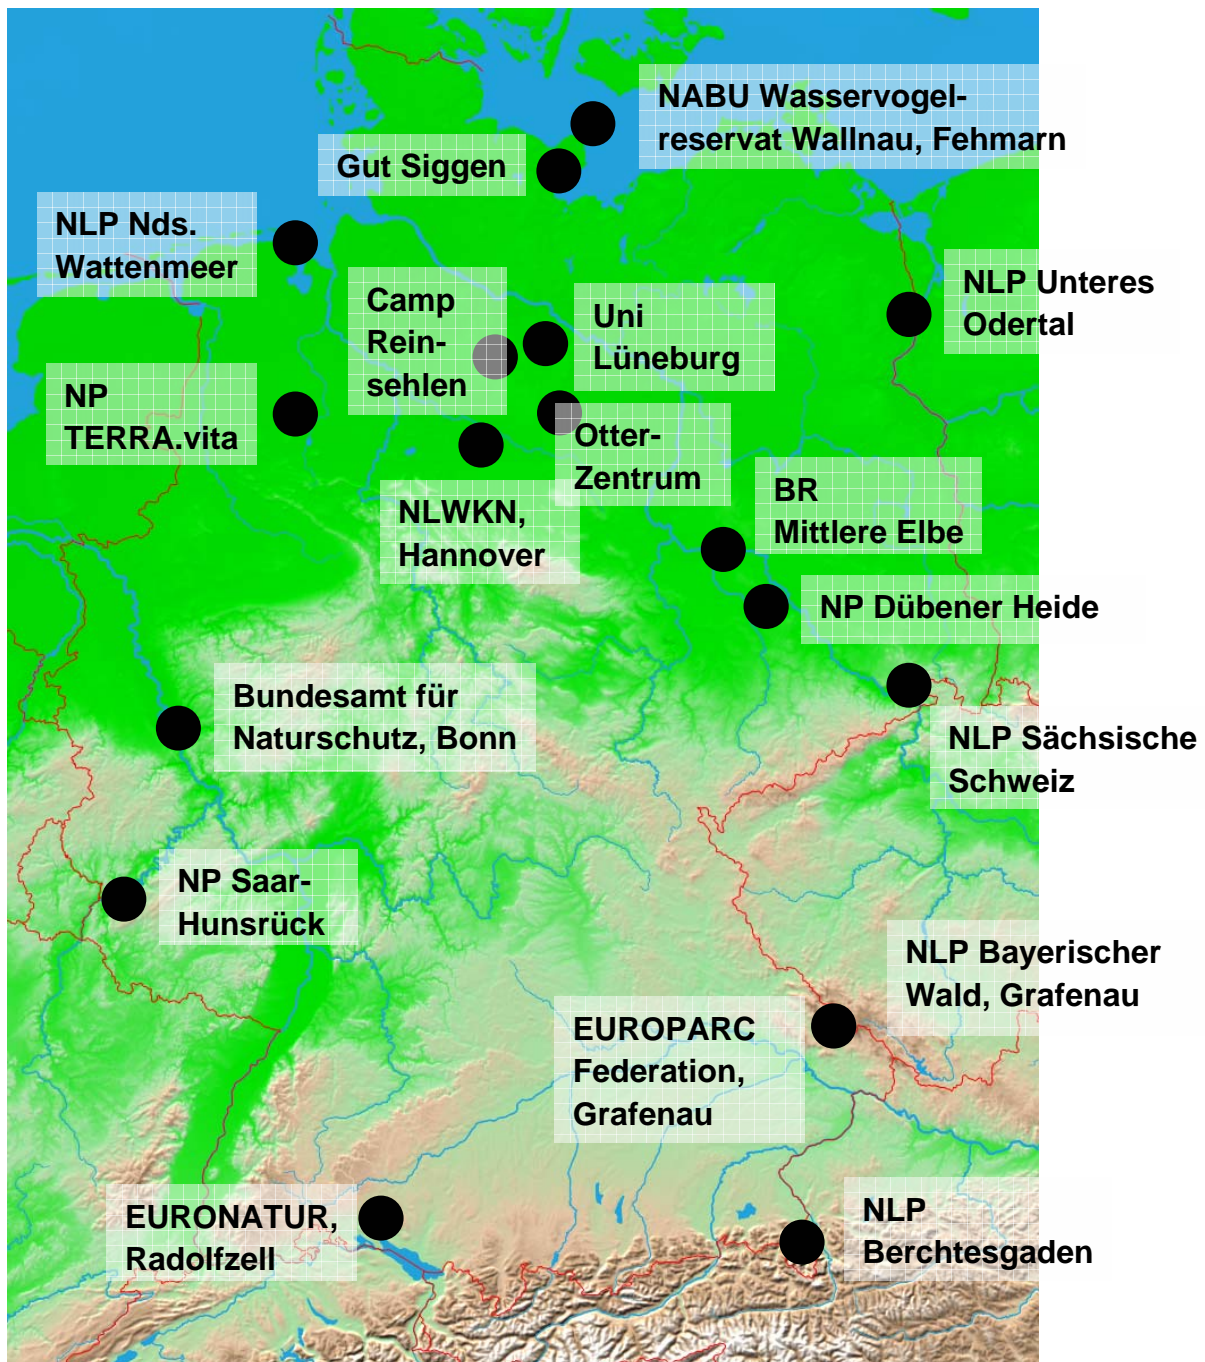 NABU Wasservogel-
reservat Wallnau, Fehmarn
Gut Siggen
NLP Nds.
Wattenmeer
NLP Unteres
Odertal
Camp
Rein-
sehlen
Uni
Lüneburg
NP
TERRA.vita
Otter-
Zentrum
NLWKN,
Hannover
BR
Mittlere Elbe
NP Dübener Heide
Bundesamt für
Naturschutz, Bonn
NLP Sächsische
Schweiz
NP Saar-
Hunsrück
NLP Bayerischer
Wald, Grafenau
EUROPARC
Federation,
Grafenau
EURONATUR,
Radolfzell
NLP
Berchtesgaden